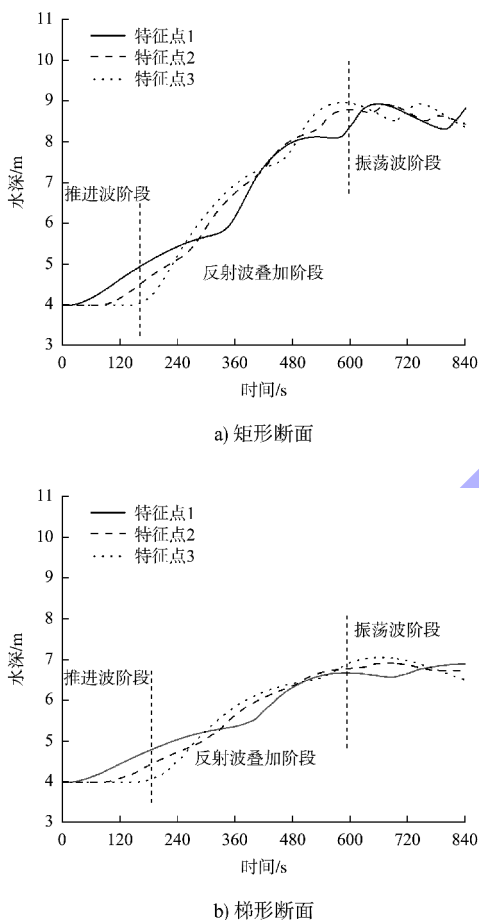 11
特征点1
特征点2
特征点3
10
9
8
振荡波阶段
水深/m
7
推进波阶段
6
反射波叠加阶段
5
4
3
0 120 240 360 480 600 720 840
时间/s
a) 矩形断面
11
特征点1
特征点2
特征点3
10
9
8
振荡波阶段
水深/m
7
推进波阶段
6
反射波叠加阶段
5
4
3
0 120 240 360 480 600 720 840
时间/s
b) 梯形断面